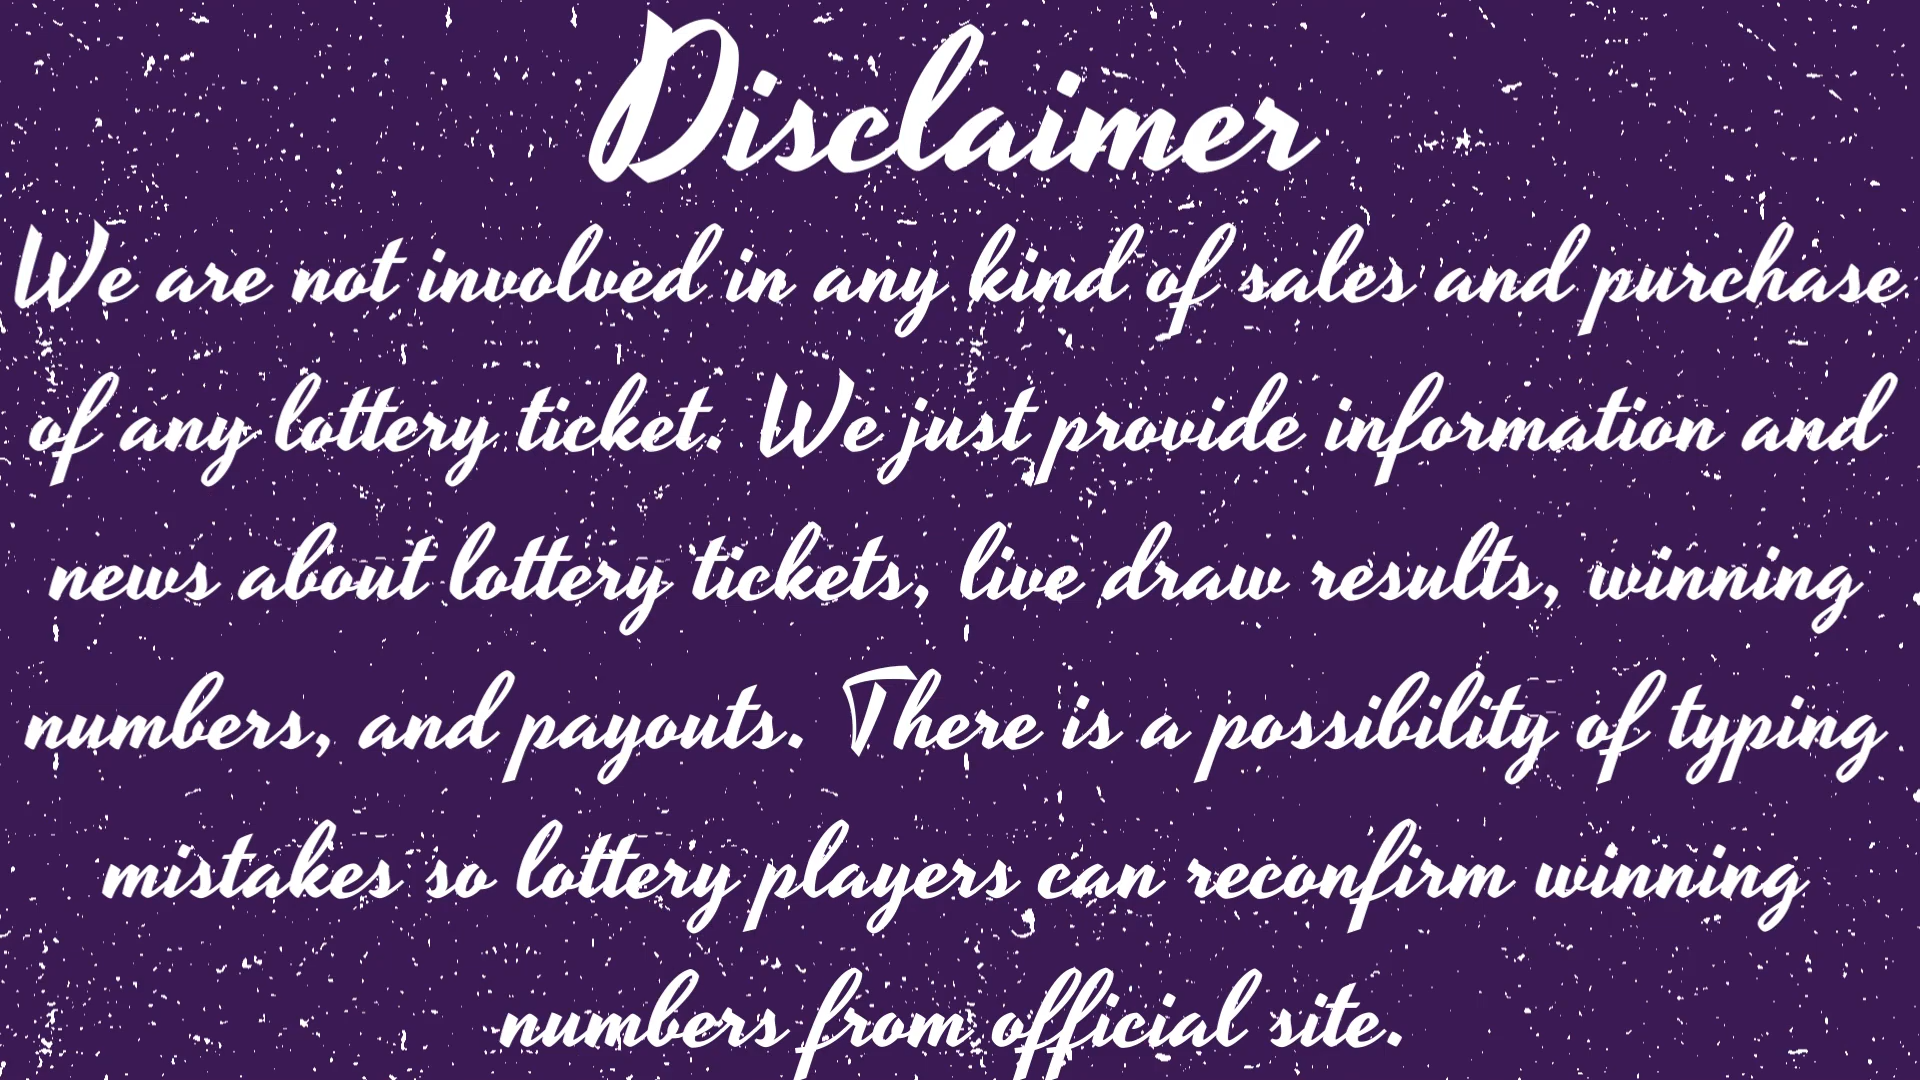 Disclaimer
We are not involved in any kind of sales and purchase
of any lottery ticket. We just provide information and
news about lottery tickets, live draw results, winning
numbers, and payouts. There is a possibility of typing
mistakes so lottery players can reconfirm winning
numbers from official site.